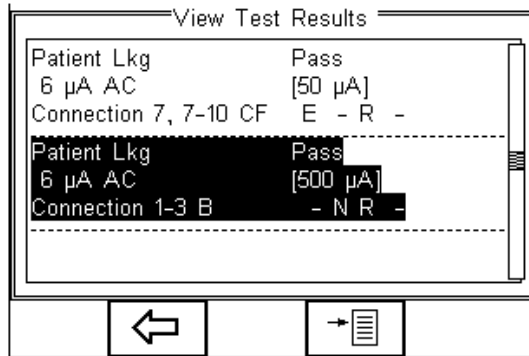 View Test Results
Patient Lkg Pass
6 µA AC [50 µA]
Connection 7, 7-10 CF E - R -
Patient Lkg Pass
6 µA AC [500 µA]
Connection 1-3 B - N R -